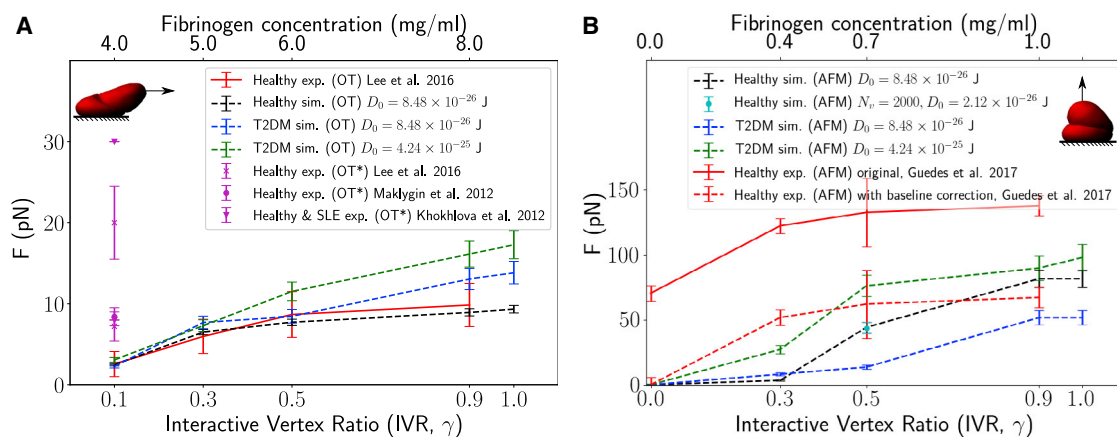 A
Fibrinogen concentration (mg/ml)
4.0 5.0 6.0 8.0
Healthy exp. (OT) Lee et al. 2016
Healthy sim. (OT) D₀ = 8.48 × 10⁻²⁶ J
T2DM sim. (OT) D₀ = 8.48 × 10⁻²⁶ J
T2DM sim. (OT) D₀ = 4.24 × 10⁻²⁵ J
Healthy exp. (OT*) Lee et al. 2016
Healthy exp. (OT*) Maklygin et al. 2012
Healthy & SLE exp. (OT*) Khokhlova et al. 2012
F (pN)
30
20
10
0
0.1 0.3 0.5 0.9 1.0
Interactive Vertex Ratio (IVR, γ)
B
Fibrinogen concentration (mg/ml)
0.0 0.4 0.7 1.0
Healthy sim. (AFM) D₀ = 8.48 × 10⁻²⁶ J
Healthy sim. (AFM) Nᵥ = 2000, D₀ = 2.12 × 10⁻²⁶ J
T2DM sim. (AFM) D₀ = 8.48 × 10⁻²⁶ J
T2DM sim. (AFM) D₀ = 4.24 × 10⁻²⁵ J
Healthy exp. (AFM) original, Guedes et al. 2017
Healthy exp. (AFM) with baseline correction, Guedes et al. 2017
F (pN)
150
100
50
0
0.0 0.3 0.5 0.9 1.0
Interactive Vertex Ratio (IVR, γ)